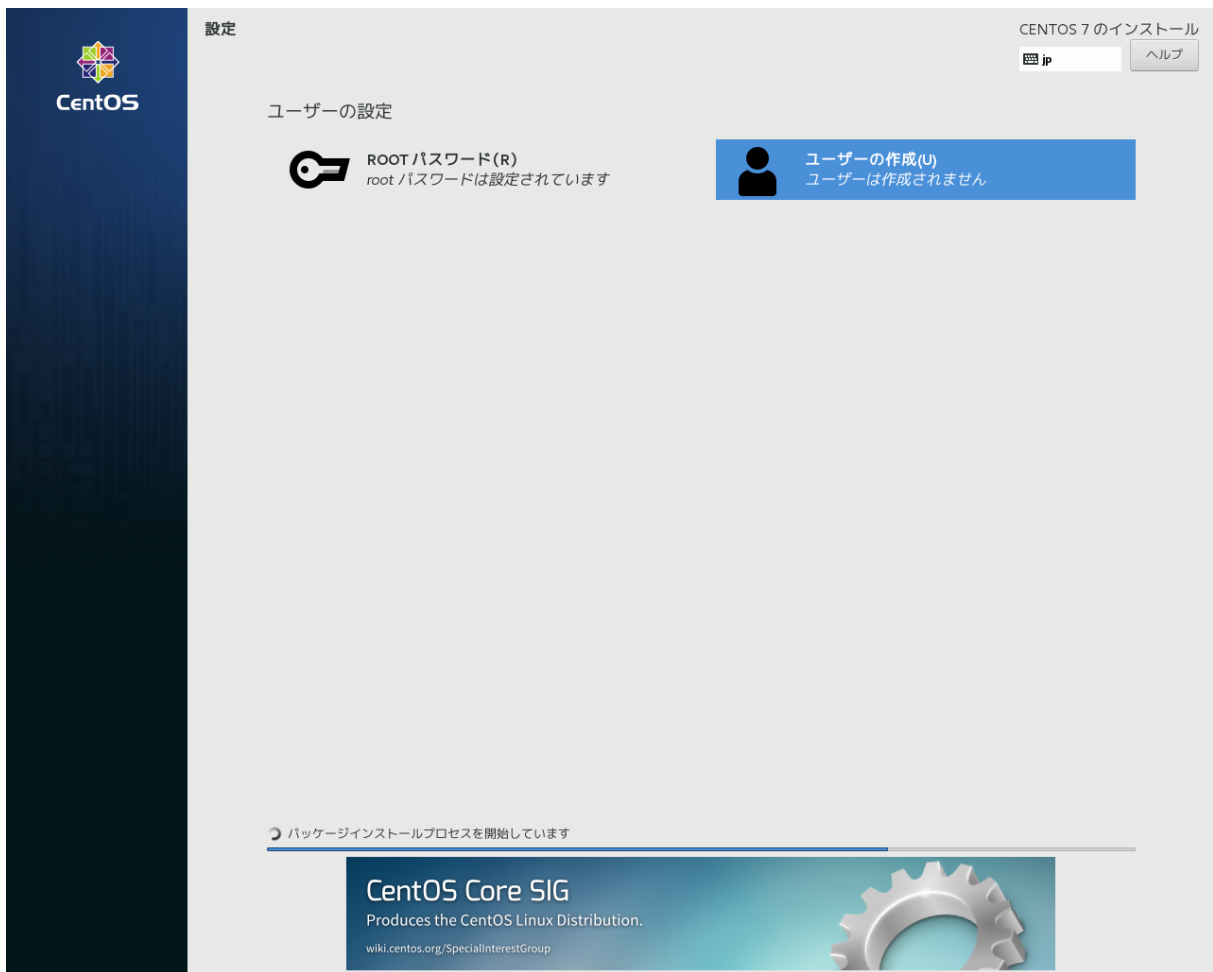 設定
CENTOS 7 のインストール
jp
ヘルプ
CentOS
ユーザーの設定
ROOT パスワード(R)
root パスワードは設定されています
ユーザーの作成(U)
ユーザーは作成されません
パッケージインストールプロセスを開始しています
CentOS Core SIG
Produces the CentOS Linux Distribution.
wiki.centos.org/SpecialInterestGroup